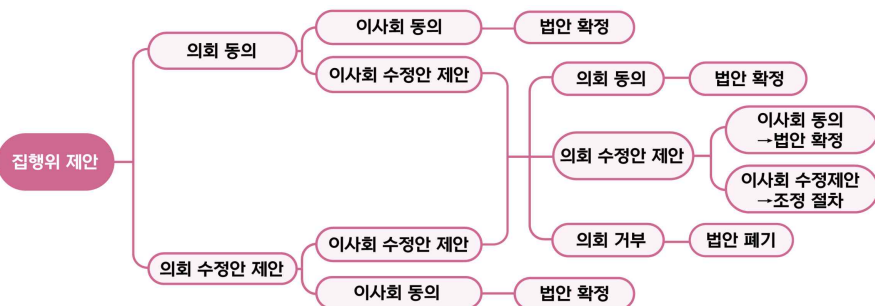 집행위 제안
의회 동의
이사회 동의
법안 확정
이사회 수정안 제안
의회 동의
법안 확정
의회 수정안 제안
이사회 동의
→법안 확정
이사회 수정제안
→조정 절차
의회 거부
법안 폐기
의회 수정안 제안
이사회 수정안 제안
이사회 동의
법안 확정